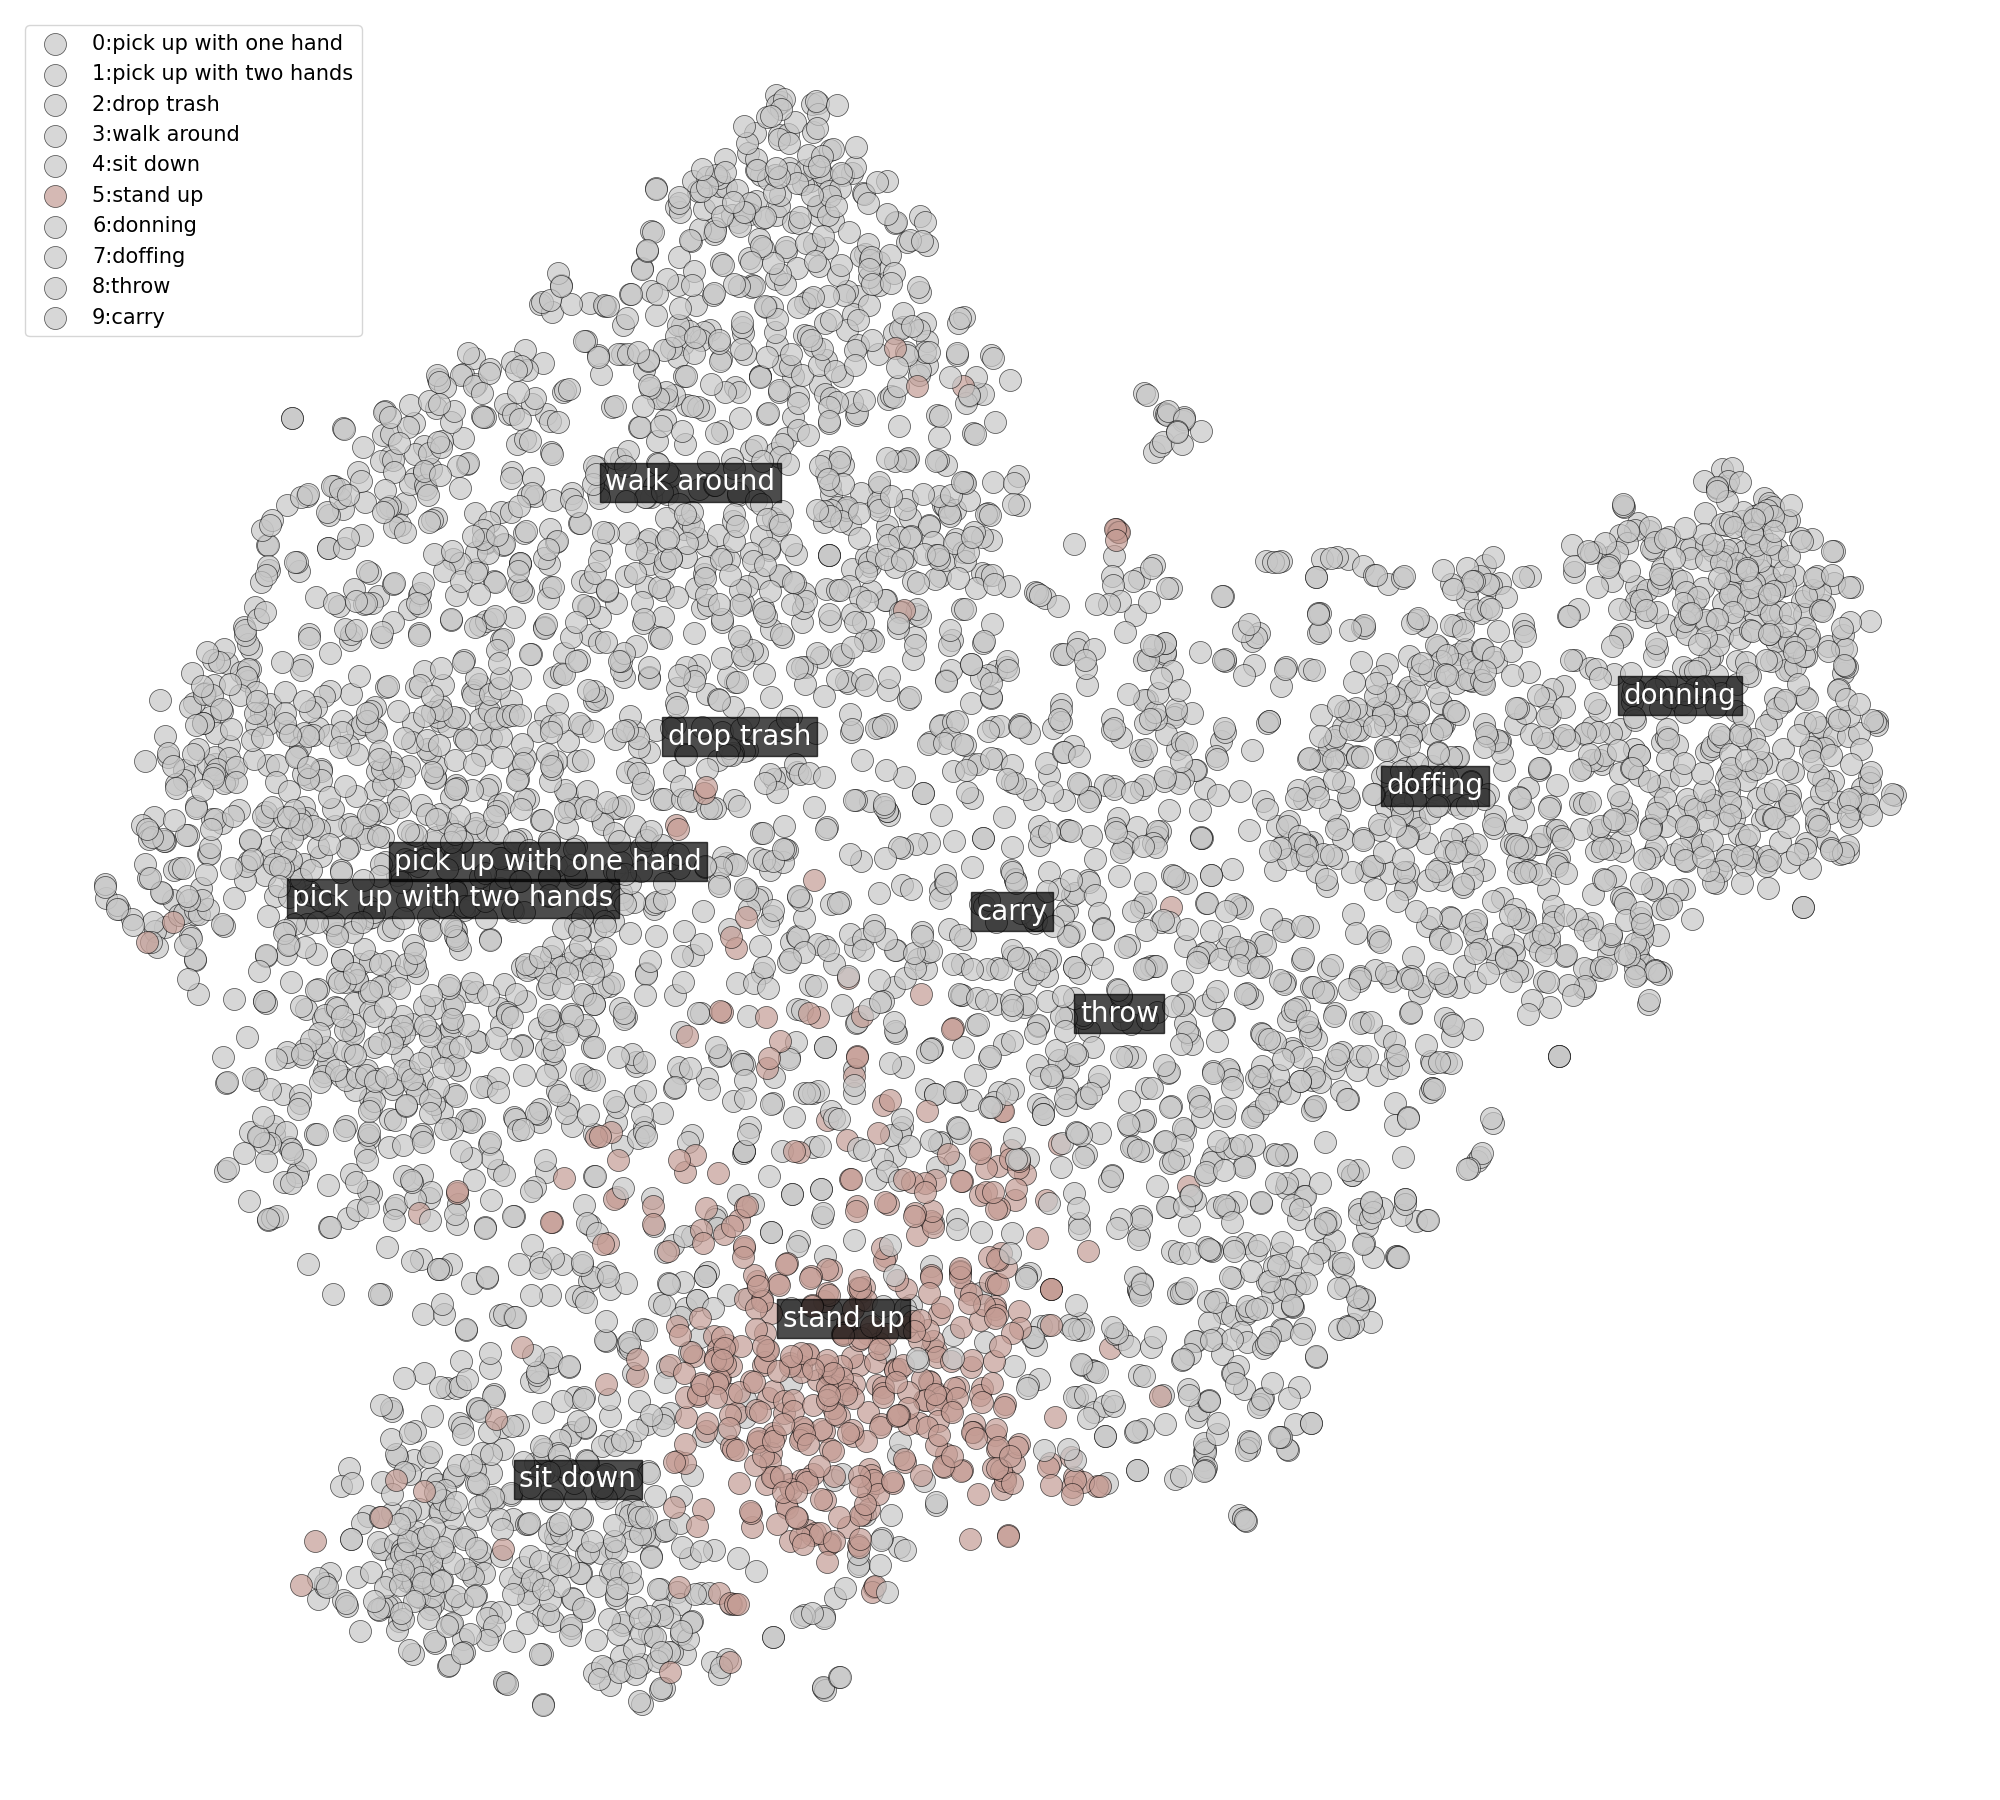 0:pick up with one hand
1:pick up with two hands
2:drop trash
3:walk around
4:sit down
5:stand up
6:donning
7:doffing
8:throw
9:carry
walk around
donning
drop trash
doffing
pick up with one hand
pick up with two hands
carry
throw
stand up
sit down